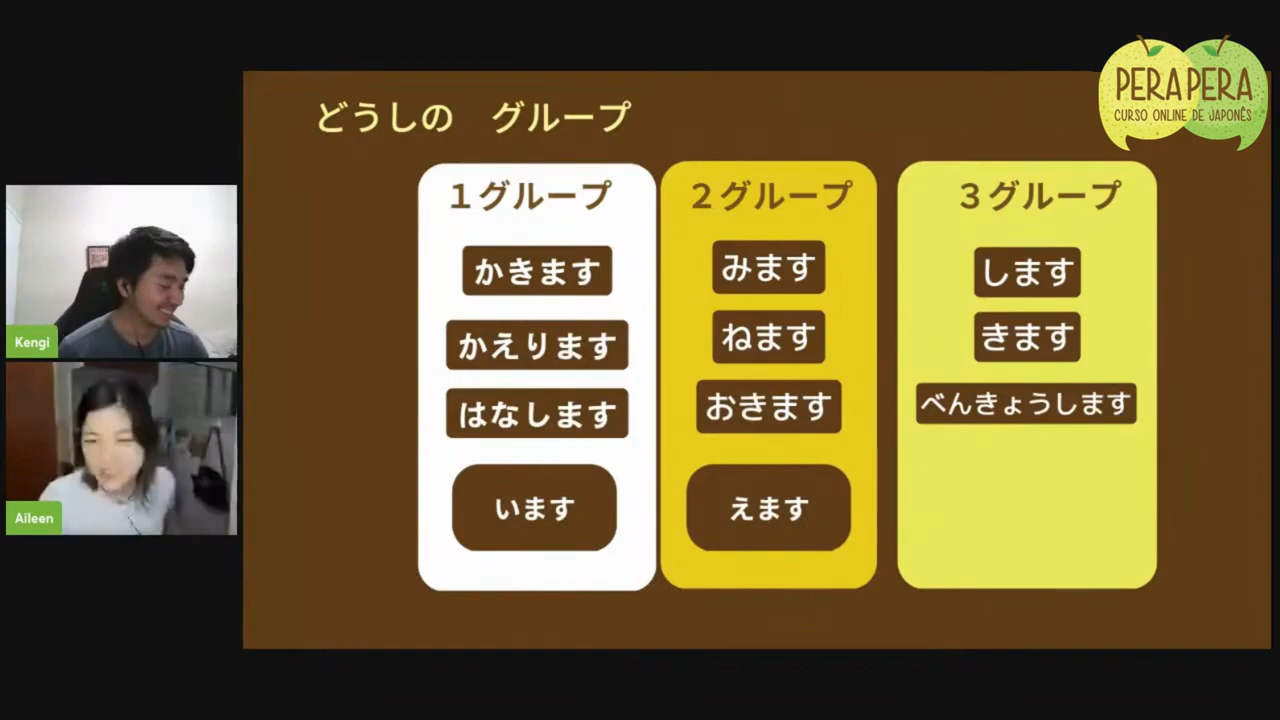 PERA PERA
CURSO ONLINE DE JAPONÊS
どうしの　グループ
１グループ
かきます
かえります
はなします
います
２グループ
みます
ねます
おきます
えます
３グループ
します
きます
べんきょうします
Kengi
Aileen